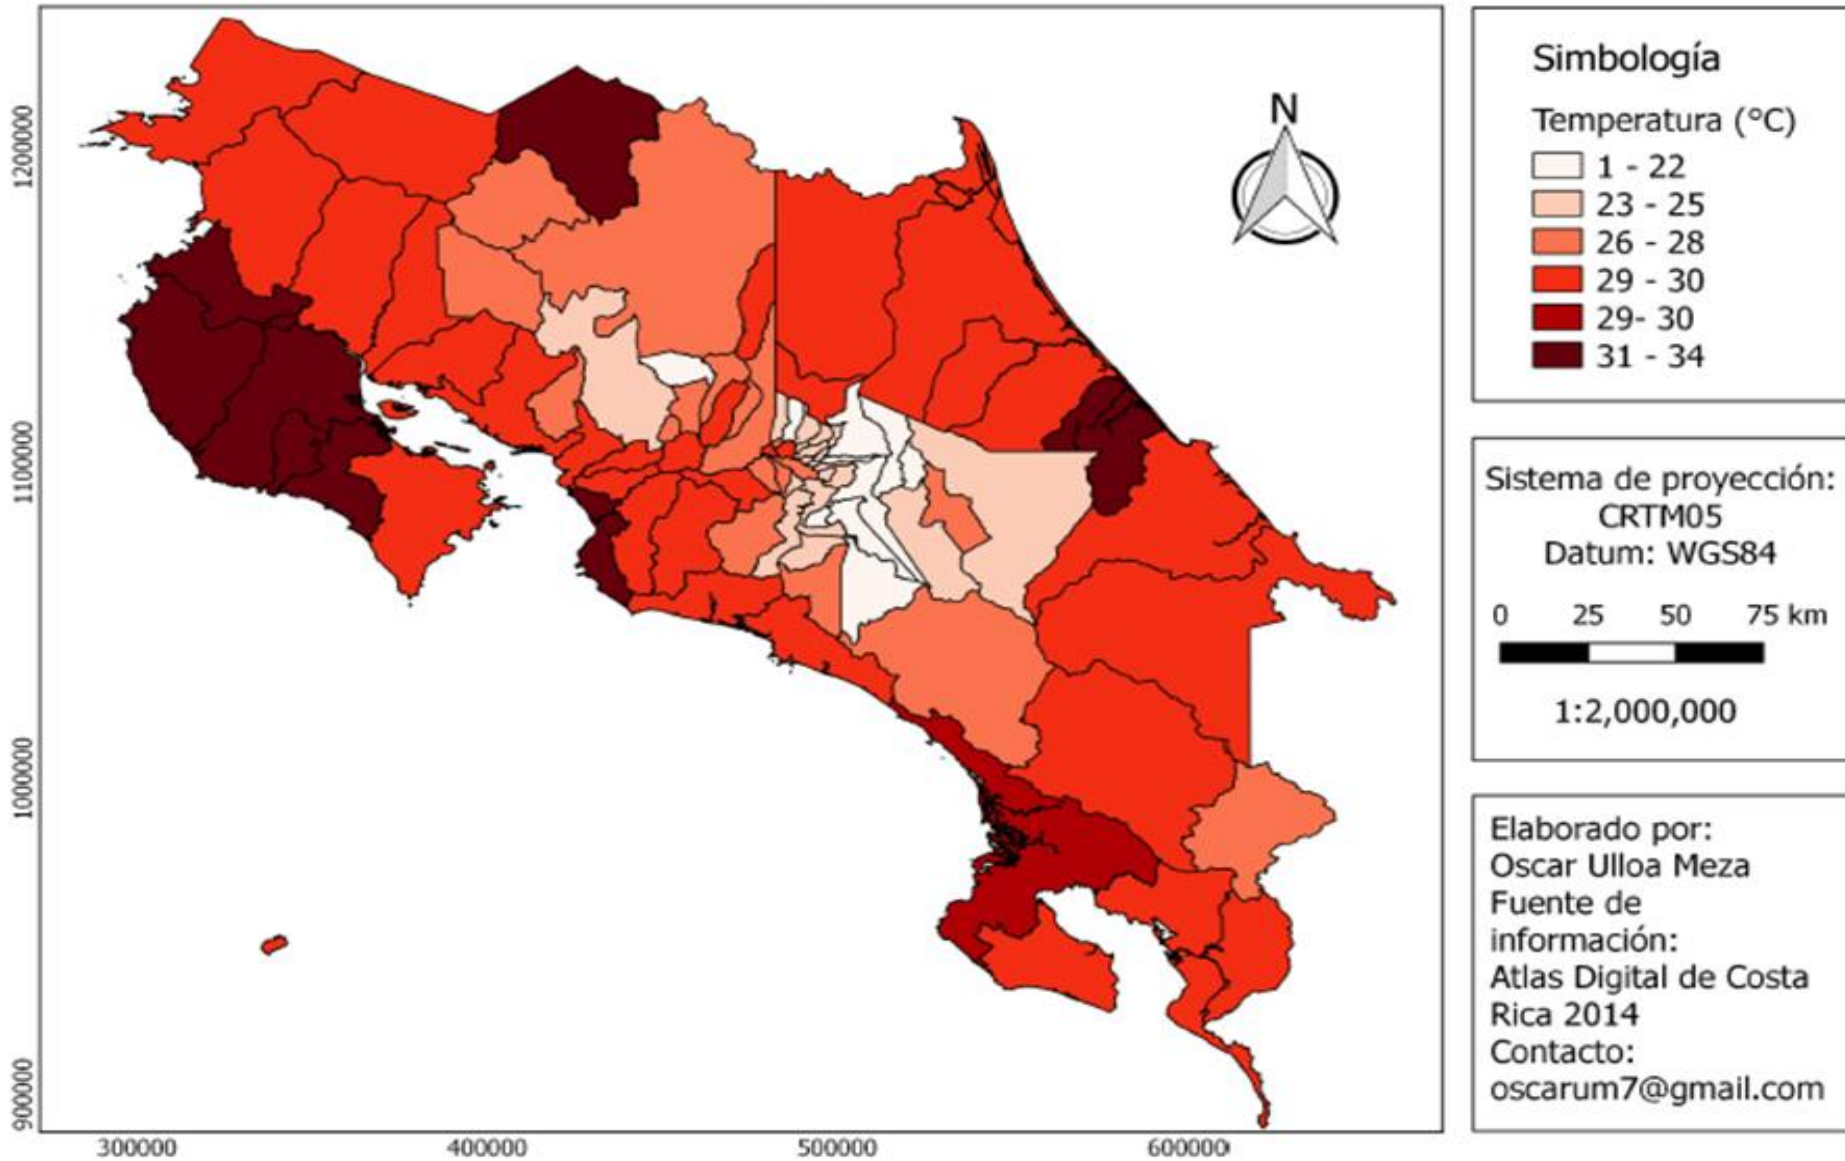 1200000
1100000
1000000
900000
300000
400000
500000
600000
N
Simbología
Temperatura (°C)
1 - 22
23 - 25
26 - 28
29 - 30
29- 30
31 - 34
Sistema de proyección:
CRTM05
Datum: WGS84
0 25 50 75 km
1:2,000,000
Elaborado por:
Oscar Ulloa Meza
Fuente de
información:
Atlas Digital de Costa
Rica 2014
Contacto:
oscarum7@gmail.com